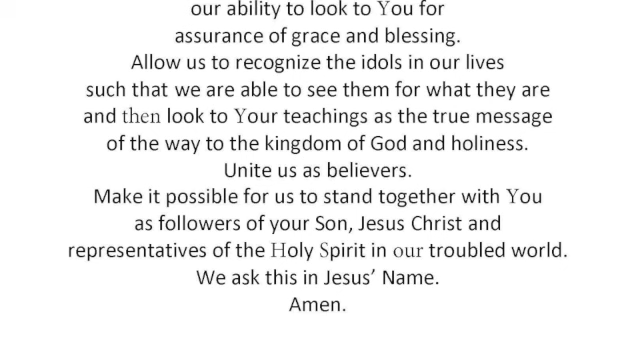 our ability to look to You for
assurance of grace and blessing.
Allow us to recognize the idols in our lives
such that we are able to see them for what they are
and then look to Your teachings as the true message
of the way to the kingdom of God and holiness.
Unite us as believers.
Make it possible for us to stand together with You
as followers of your Son, Jesus Christ and
representatives of the Holy Spirit in our troubled world.
We ask this in Jesus’ Name.
Amen.